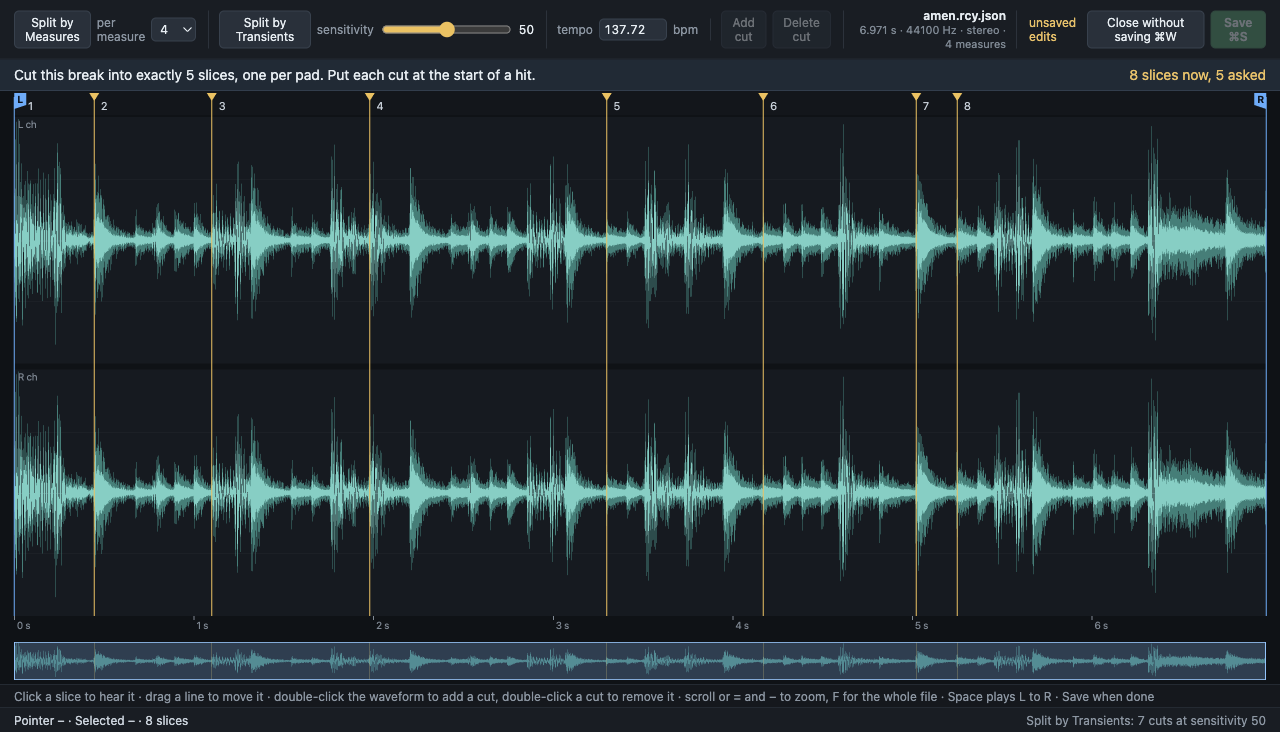 Split by Measures
per measure
4
Split by Transients
sensitivity
50
tempo
137.72
bpm
Add cut
Delete cut
amen.rcy.json
6.971 s · 44100 Hz · stereo · 4 measures
unsaved edits
Close without saving ⌘W
Save ⌘S
Cut this break into exactly 5 slices, one per pad. Put each cut at the start of a hit.
8 slices now, 5 asked
L 1 2 3 4 5 6 7 8 R
L ch
R ch
0 s 1 s 2 s 3 s 4 s 5 s 6 s
Click a slice to hear it · drag a line to move it · double-click the waveform to add a cut, double-click a cut to remove it · scroll or = and − to zoom, F for the whole file · Space plays L to R · Save when done
Pointer – · Selected – · 8 slices
Split by Transients: 7 cuts at sensitivity 50